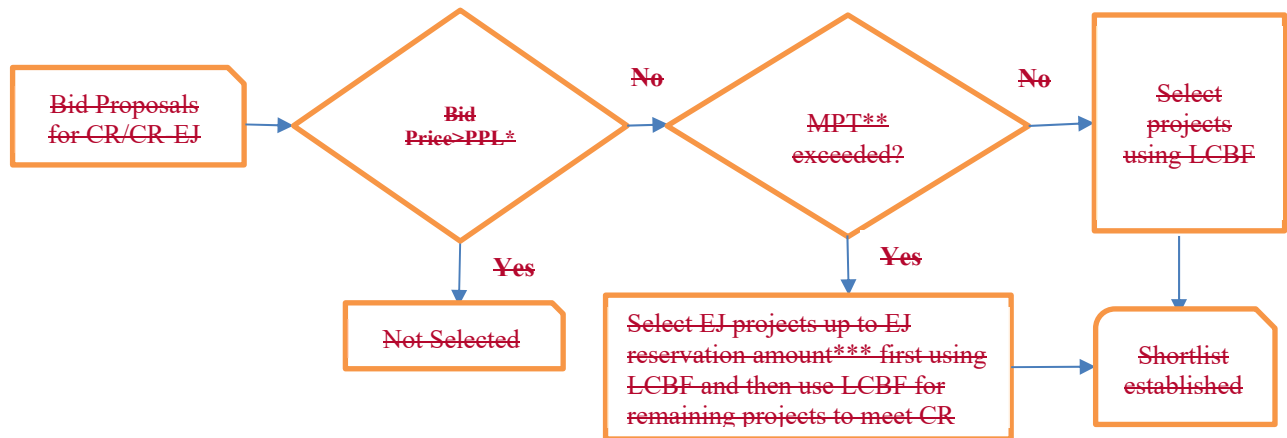 Bid Proposals
for CR/CR-EJ
Bid
Price>PPL*
No
MPT**
exceeded?
No
Select
projects
using LCBF
Yes
Not Selected
Yes
Select EJ projects up to EJ
reservation amount*** first using
LCBF and then use LCBF for
remaining projects to meet CR
Shortlist
established